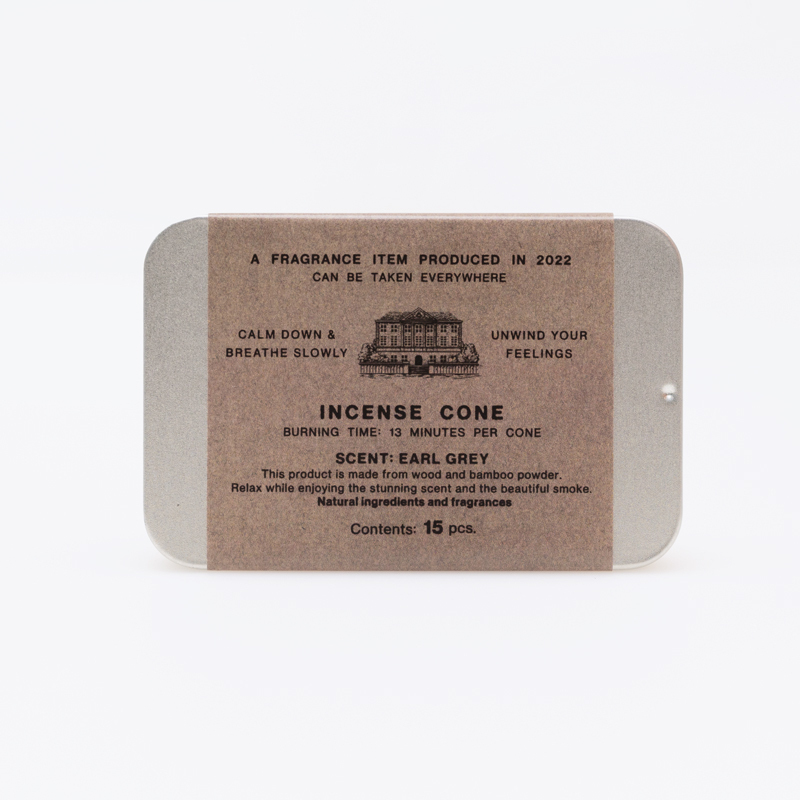 A FRAGRANCE ITEM PRODUCED IN 2022
CAN BE TAKEN EVERYWHERE
CALM DOWN &
BREATHE SLOWLY
UNWIND YOUR
FEELINGS
INCENSE CONE
BURNING TIME: 13 MINUTES PER CONE
SCENT: EARL GREY
This product is made from wood and bamboo powder.
Relax while enjoying the stunning scent and the beautiful smoke.
Natural ingredients and fragrances
Contents: 15 pcs.